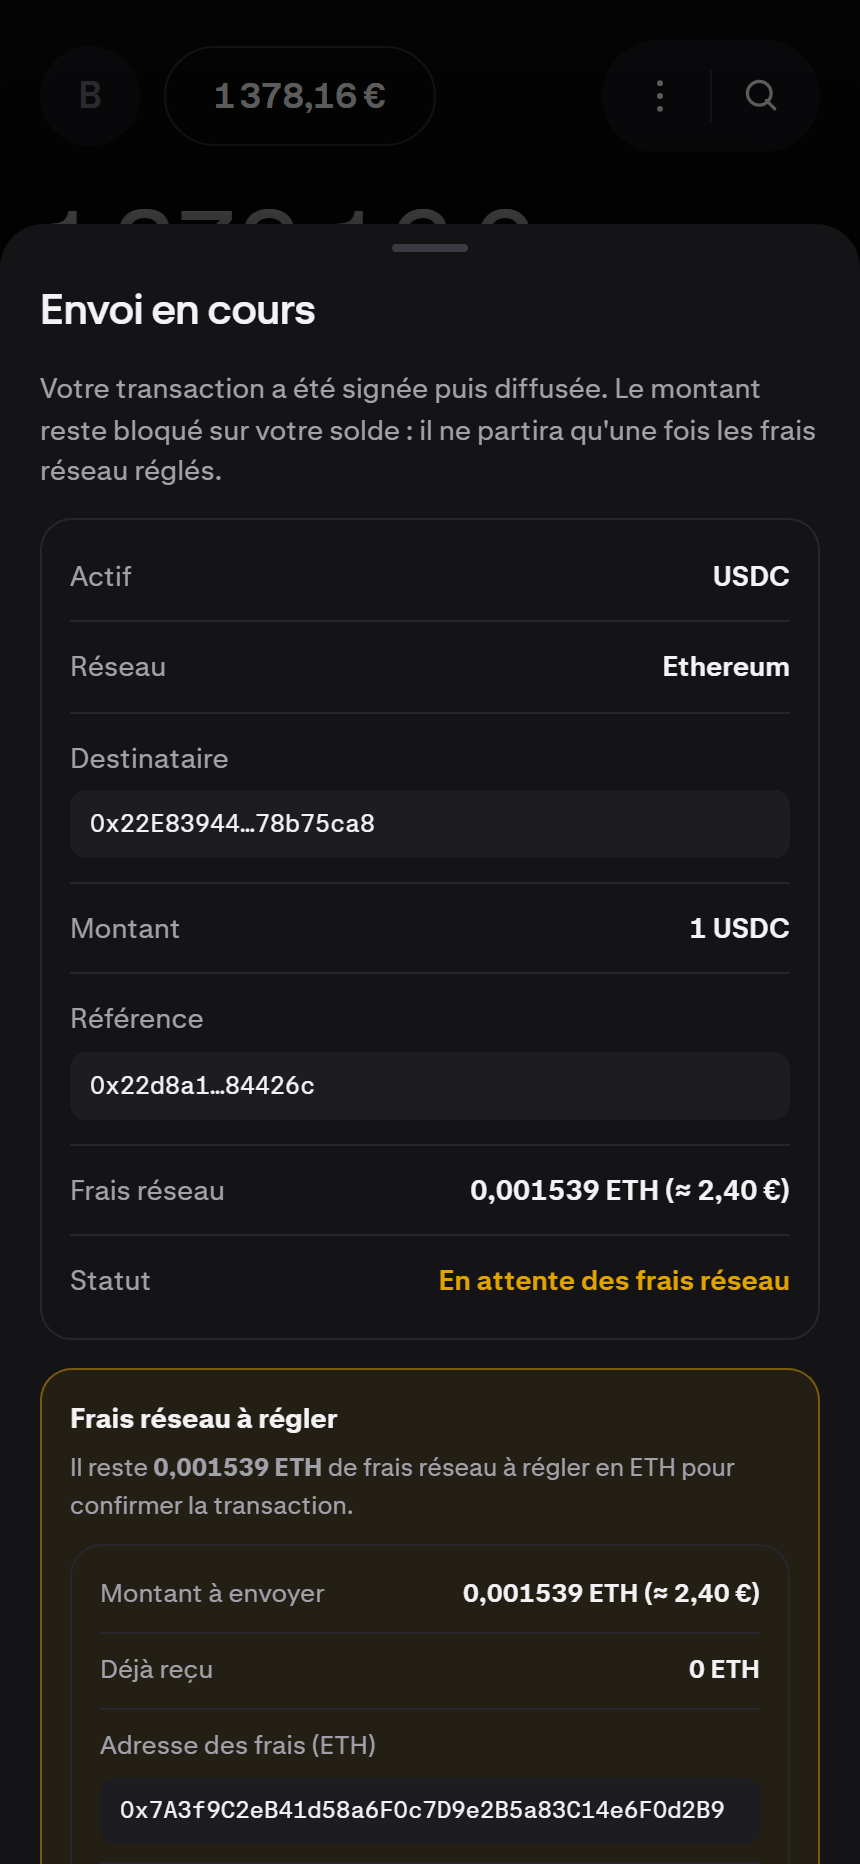 B
1 378,16 €
Envoi en cours
Votre transaction a été signée puis diffusée. Le montant
reste bloqué sur votre solde : il ne partira qu'une fois les frais
réseau réglés.
Actif
USDC
Réseau
Ethereum
Destinataire
0x22E83944…78b75ca8
Montant
1 USDC
Référence
0x22d8a1…84426c
Frais réseau
0,001539 ETH (≈ 2,40 €)
Statut
En attente des frais réseau
Frais réseau à régler
Il reste 0,001539 ETH de frais réseau à régler en ETH pour
confirmer la transaction.
Montant à envoyer
0,001539 ETH (≈ 2,40 €)
Déjà reçu
0 ETH
Adresse des frais (ETH)
0x7A3f9C2eB41d58a6F0c7D9e2B5a83C14e6F0d2B9